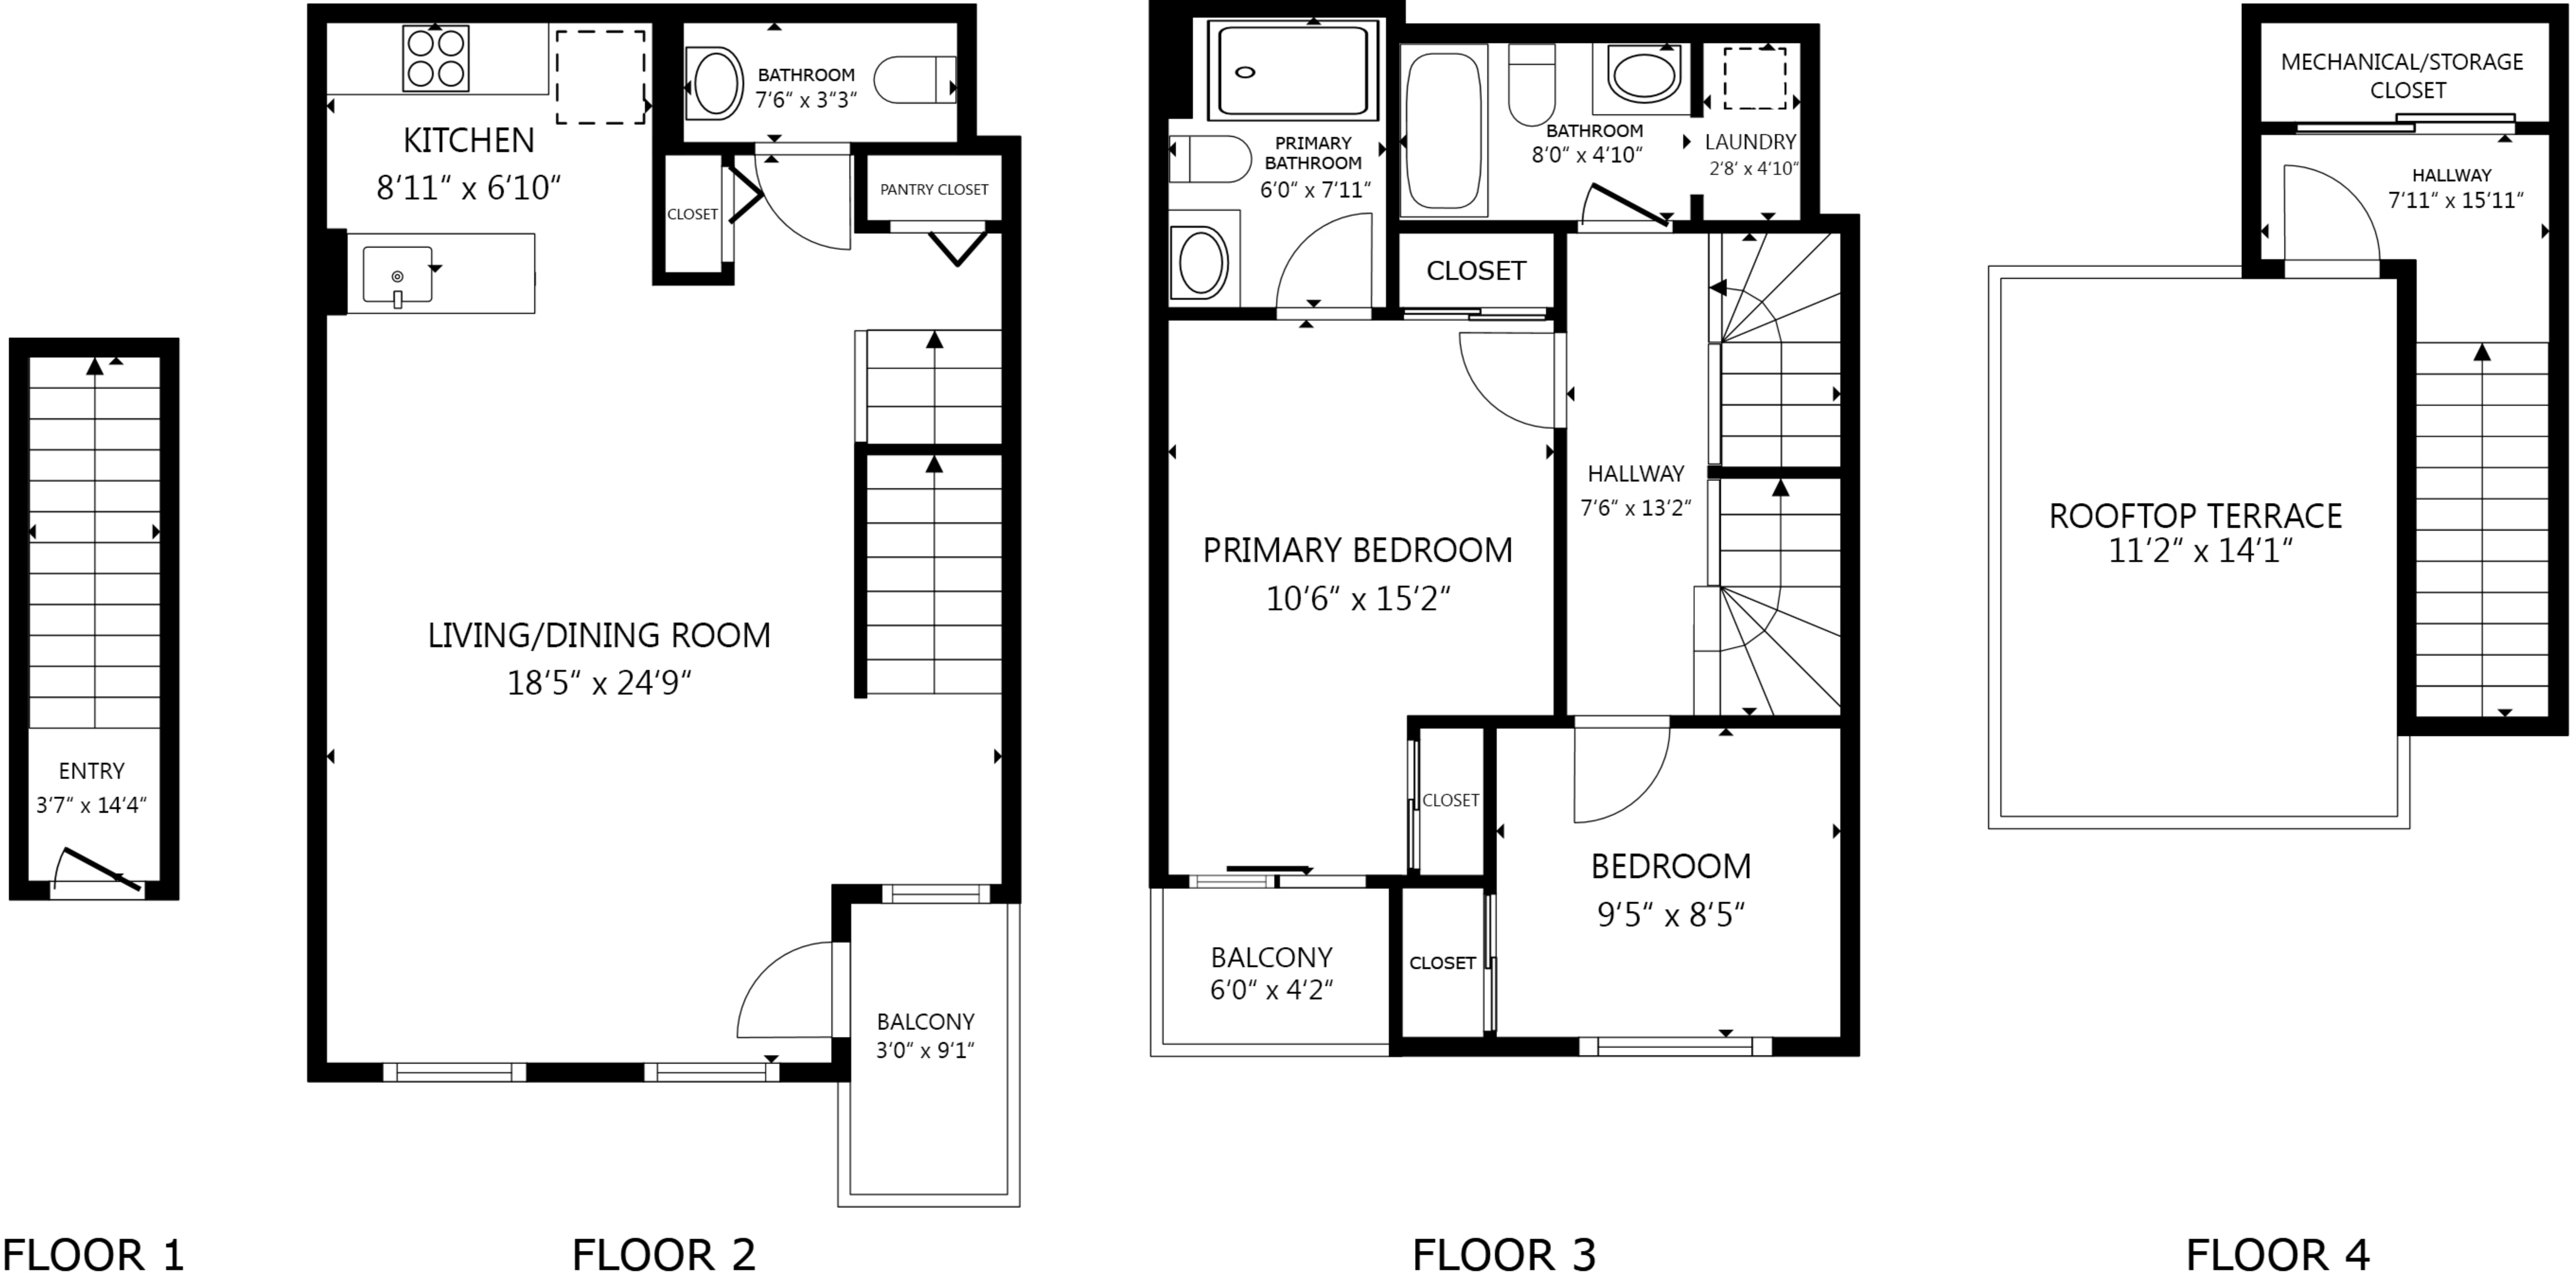 KITCHEN
8'11" x 6'10"
BATHROOM
7'6" x 3"3"
CLOSET
PANTRY CLOSET
LIVING/DINING ROOM
18'5" x 24'9"
BALCONY
3'0" x 9'1"
ENTRY
3'7" x 14'4"
PRIMARY
BATHROOM
6'0" x 7'11"
BATHROOM
8'0" x 4'10"
LAUNDRY
2'8' x 4'10"
CLOSET
HALLWAY
7'6" x 13'2"
PRIMARY BEDROOM
10'6" x 15'2"
CLOSET
BEDROOM
9'5" x 8'5"
CLOSET
BALCONY
6'0" x 4'2"
MECHANICAL/STORAGE
CLOSET
HALLWAY
7'11" x 15'11"
ROOFTOP TERRACE
11'2" x 14'1"
FLOOR 1
FLOOR 2
FLOOR 3
FLOOR 4